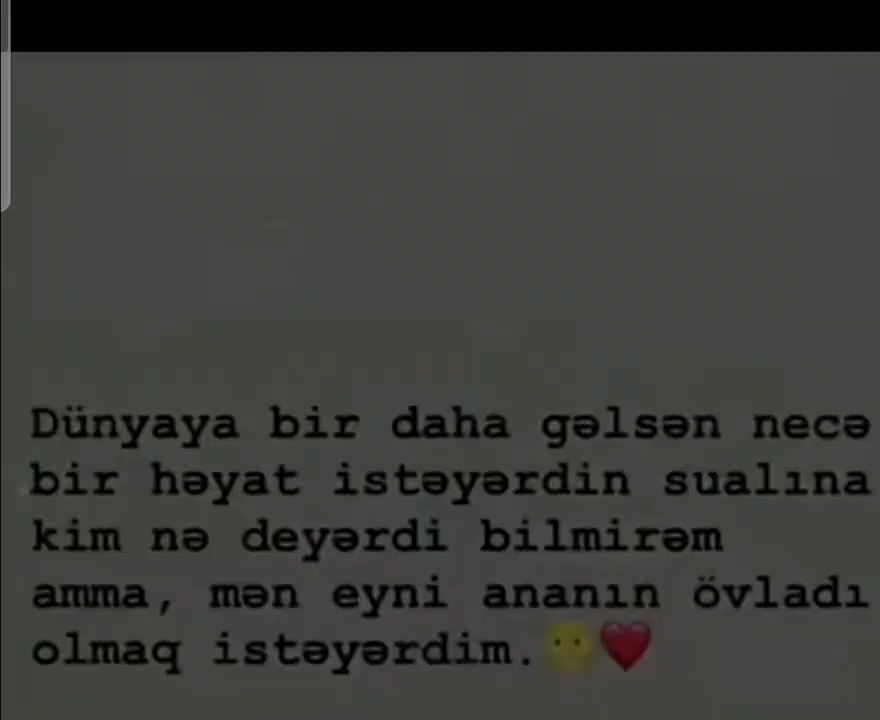 Dünyaya bir daha gəlsən necə
bir həyat istəyərdin sualına
kim nə deyərdi bilmirəm
amma, mən eyni ananın övladı
olmaq istəyərdim.😶❤️